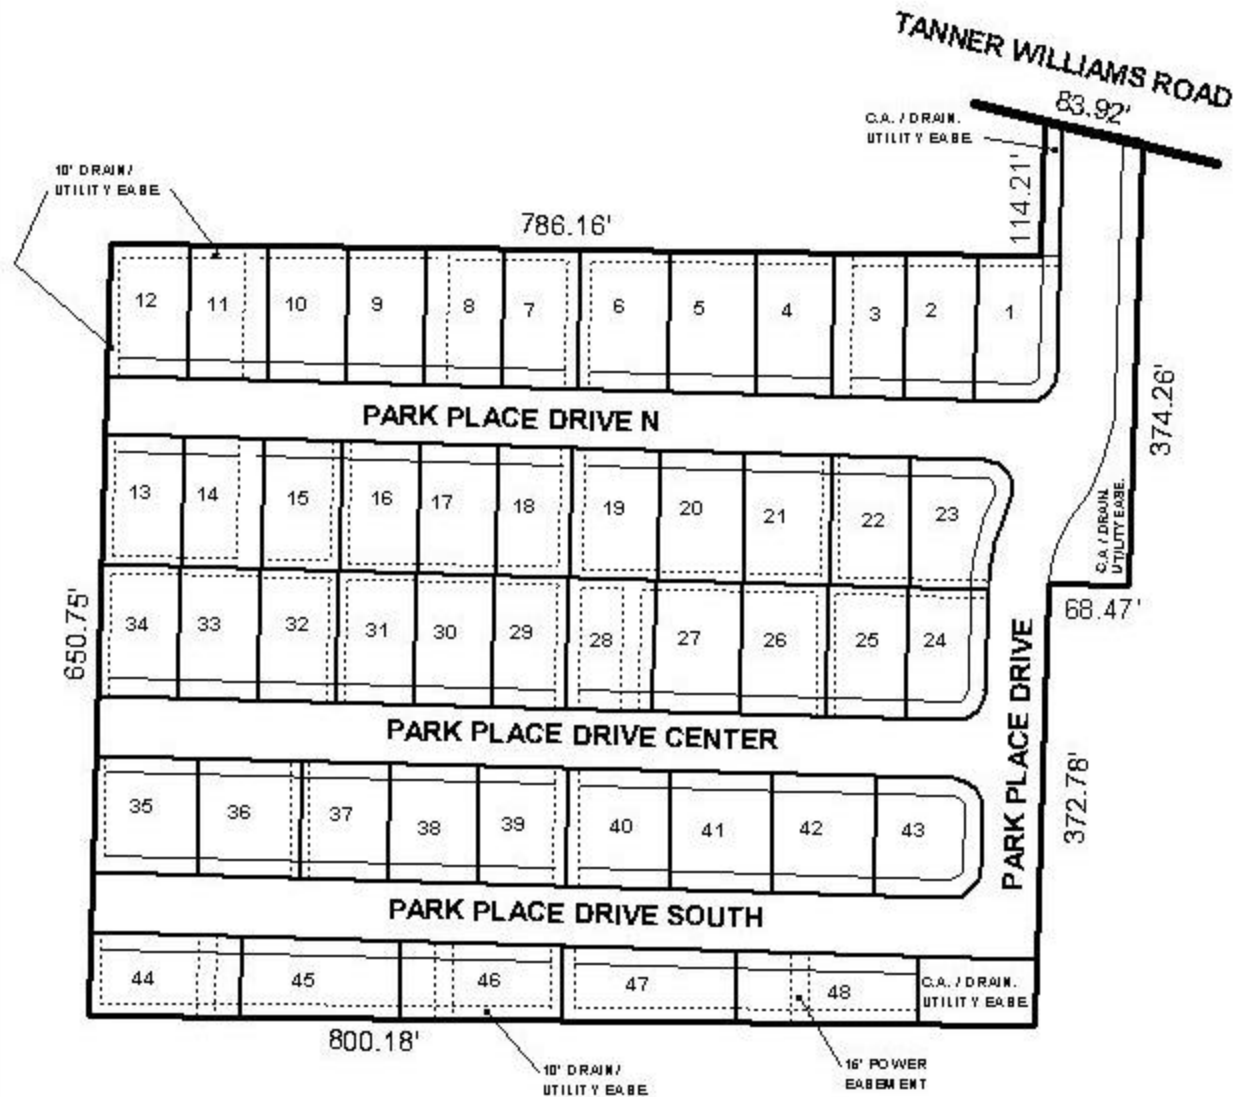 TANNER WILLIAMS ROAD
83.92'
C.A. / DRAIN.
UTILITY EASE.
114.21'
10' DRAIN/
UTILITY EASE.
786.16'
12 11 10 9 8 7 6 5 4 3 2 1
PARK PLACE DRIVE N
374.26'
13 14 15 16 17 18 19 20 21 22 23
C.A. / DRAIN.
UTILITY EASE.
68.47'
650.75'
34 33 32 31 30 29 28 27 26 25 24
PARK PLACE DRIVE
PARK PLACE DRIVE CENTER
372.78'
35 36 37 38 39 40 41 42 43
PARK PLACE DRIVE SOUTH
44 45 46 47 48
C.A. / DRAIN.
UTILITY EASE.
800.18'
10' DRAIN/
UTILITY EASE.
16' POWER
EASEMENT